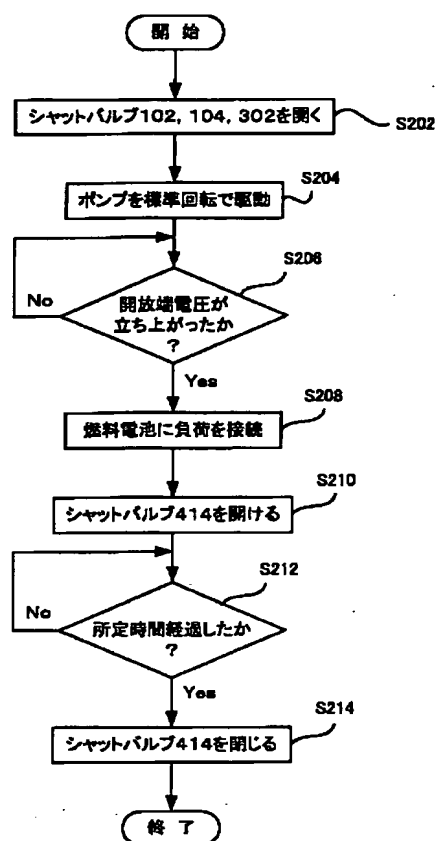 開 始
シャットバルブ102, 104, 302を開く
S202
S204
ポンプを標準回転で駆動
S206
No
開放端電圧が
立ち上がったか
?
Yes
S208
燃料電池に負荷を接続
S210
シャットバルブ414を開ける
S212
No
所定時間経過したか
?
Yes
S214
シャットバルブ414を閉じる
終 了